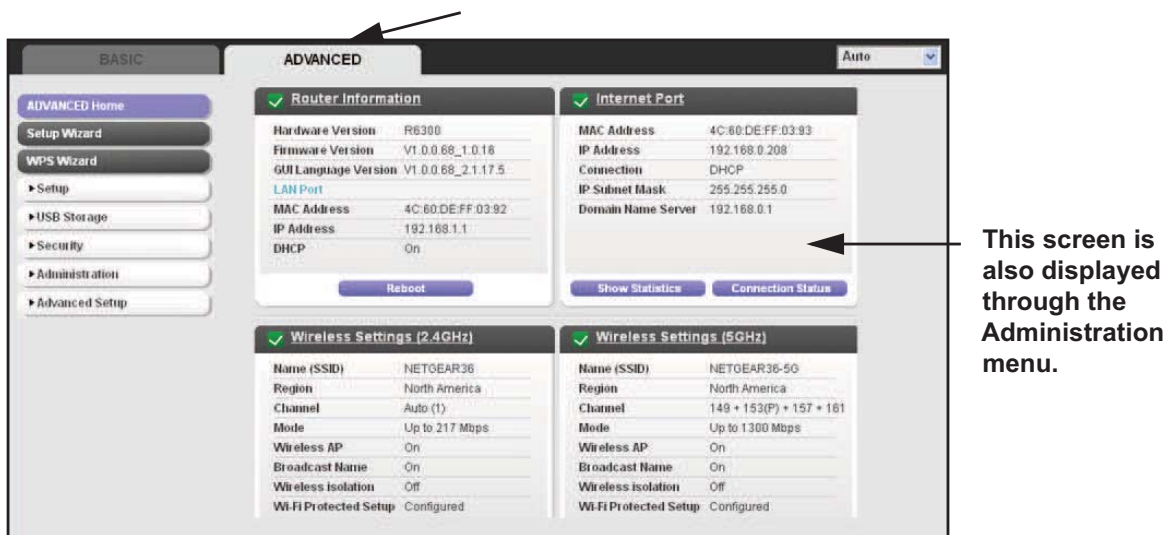 BASIC
ADVANCED
Auto
ADVANCED Home
Setup Wizard
WPS Wizard
Setup
USB Storage
Security
Administration
Advanced Setup
Router Information
Hardware Version R6300
Firmware Version V1.0.0.68_1.0.16
GUI Language Version V1.0.0.68_2.1.17.5
LAN Port
MAC Address 4C:60:DE:FF:03:92
IP Address 192.168.1.1
DHCP On
Reboot
Internet Port
MAC Address 4C:60:DE:FF:03:93
IP Address 192.168.0.208
Connection DHCP
IP Subnet Mask 255.255.255.0
Domain Name Server 192.168.0.1
Show Statistics
Connection Status
Wireless Settings (2.4GHz)
Name (SSID) NETGEAR36
Region North America
Channel Auto (1)
Mode Up to 217 Mbps
Wireless AP On
Broadcast Name On
Wireless isolation Off
Wi-Fi Protected Setup Configured
Wireless Settings (5GHz)
Name (SSID) NETGEAR36-5G
Region North America
Channel 149 + 153(P) + 157 + 161
Mode Up to 1300 Mbps
Wireless AP On
Broadcast Name On
Wireless isolation Off
Wi-Fi Protected Setup Configured
This screen is
also displayed
through the
Administration
menu.